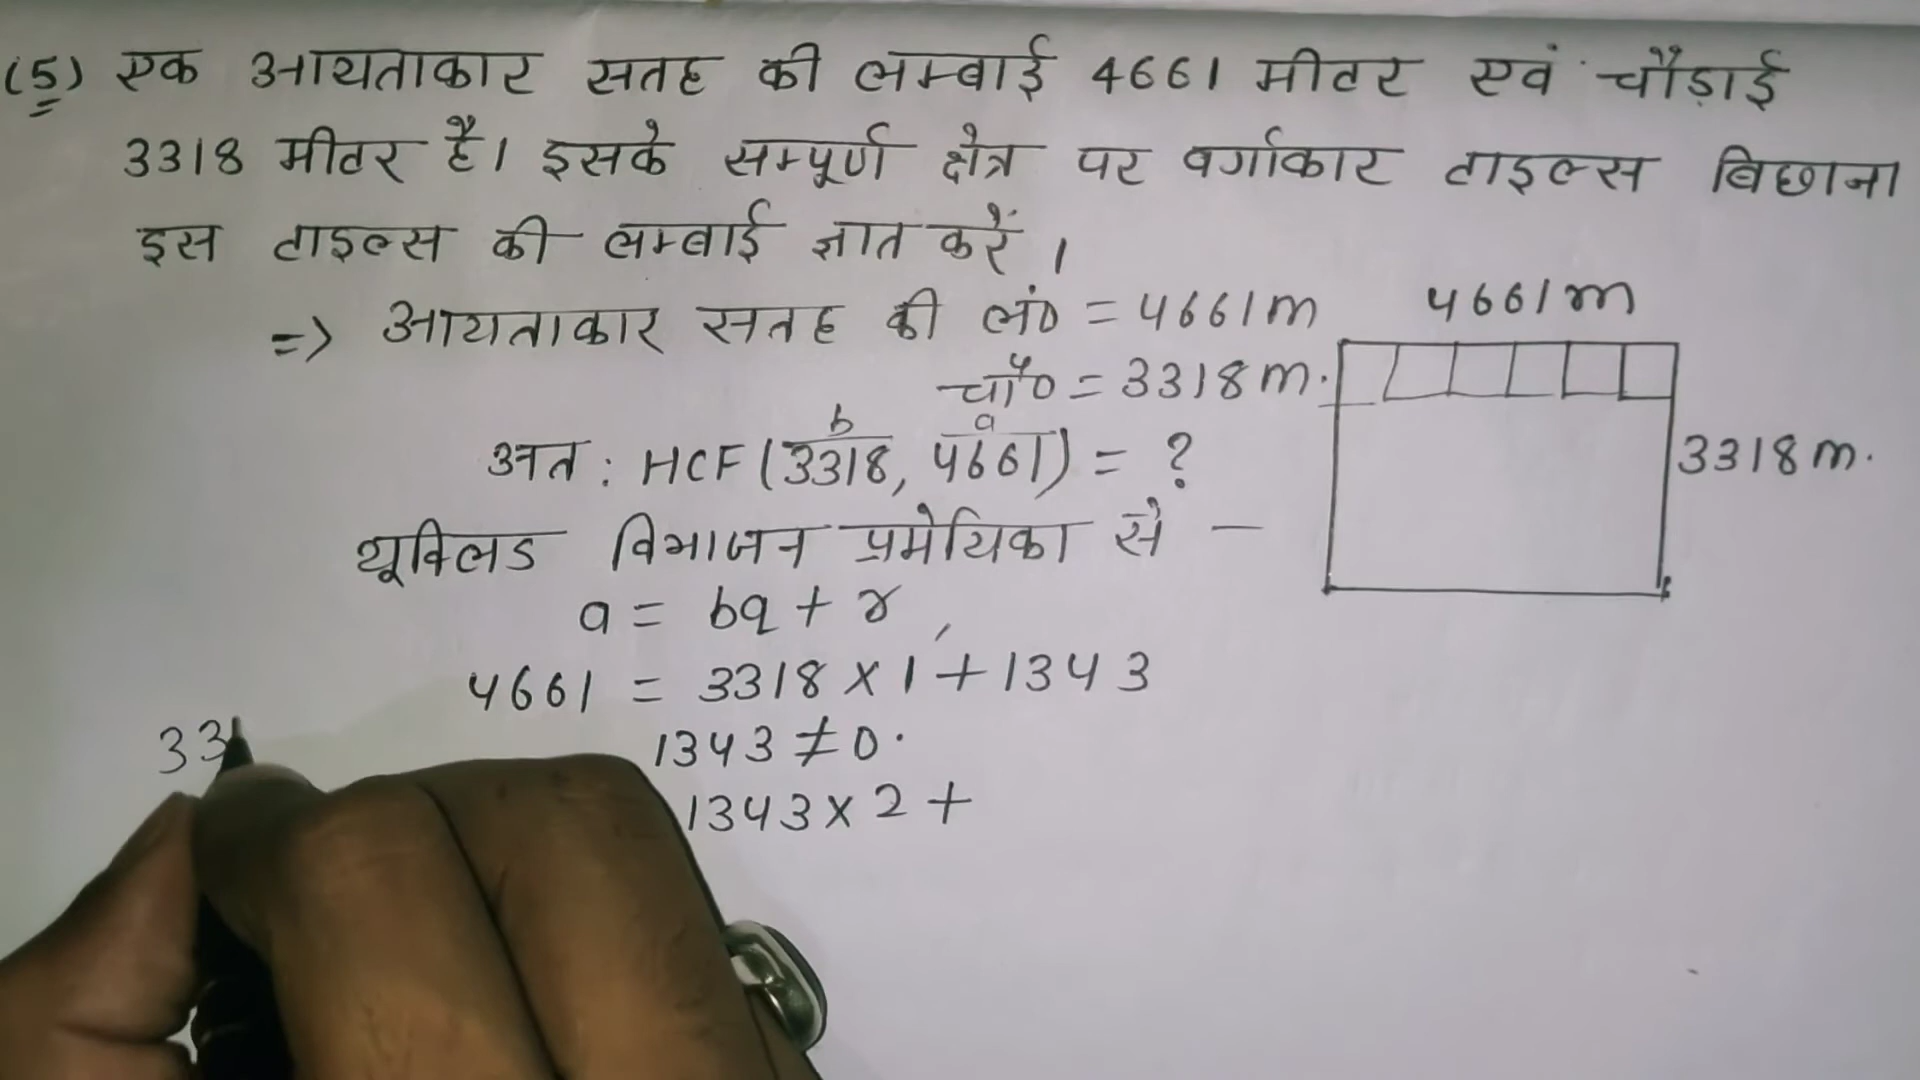 (5) एक आयताकार सतह की लम्बाई 4661 मीटर एवं चौड़ाई
3318 मीटर है। इसके सम्पूर्ण क्षेत्र पर वर्गाकार टाइल्स बिछाना
इस टाइल्स की लम्बाई ज्ञात करें ।
=> आयताकार सतह की लं० = 4661m
चौ० = 3318m.
4661m
3318m.
b a
अत : HCF (3318, 4661) = ?
यूक्लिड विभाजन प्रमेयिका से —
a = bq + r ,
4661 = 3318 × 1 + 1343
1343 ≠ 0.
1343 × 2 +
33